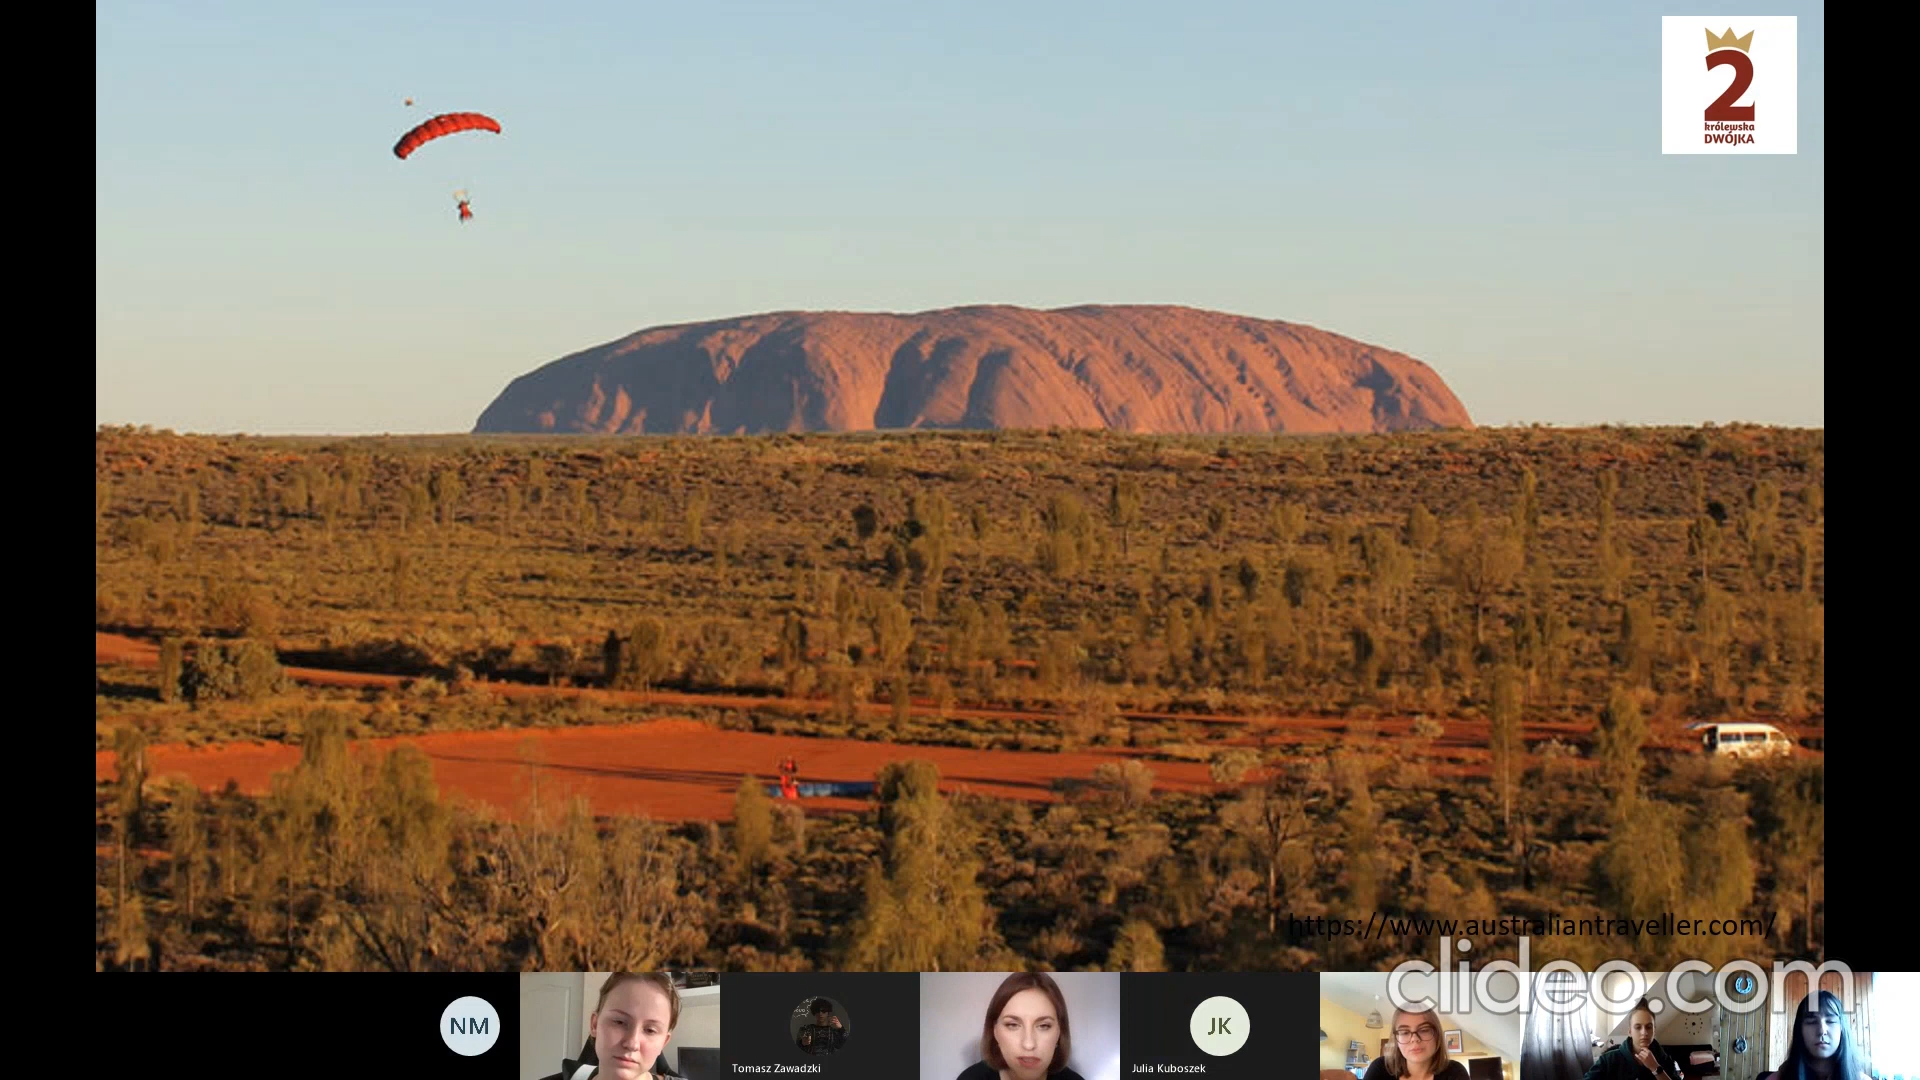 2
królewska
DWÓJKA
https://www.australiantraveller.com/
clideo.com
NM
Tomasz Zawadzki
JK
Julia Kuboszek